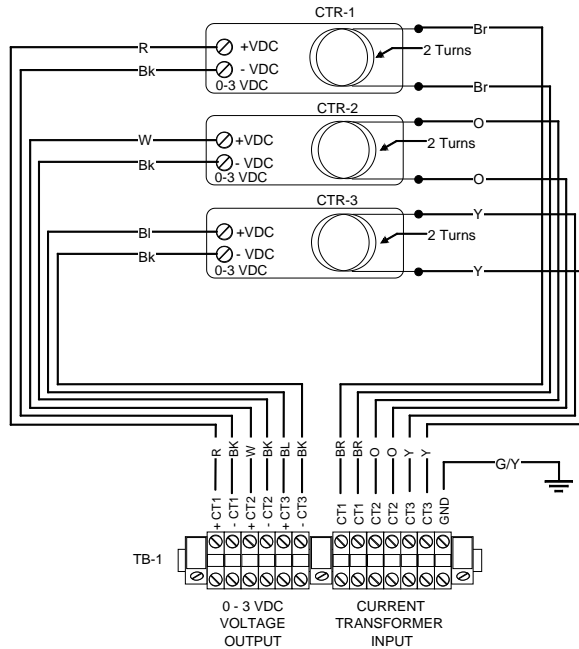 CTR-1
R
+VDC
Br
2 Turns
Bk
- VDC
0-3 VDC
Br
CTR-2
O
W
+VDC
2 Turns
Bk
- VDC
0-3 VDC
O
CTR-3
Y
Bl
+VDC
2 Turns
Bk
- VDC
0-3 VDC
Y
R
BK
W
BK
BL
BK
BR
BR
O
O
Y
Y
G/Y
+ CT1
- CT1
+ CT2
- CT2
+ CT3
- CT3
CT1
CT1
CT2
CT2
CT3
CT3
GND
TB-1
0 - 3 VDC
VOLTAGE
OUTPUT
CURRENT
TRANSFORMER
INPUT